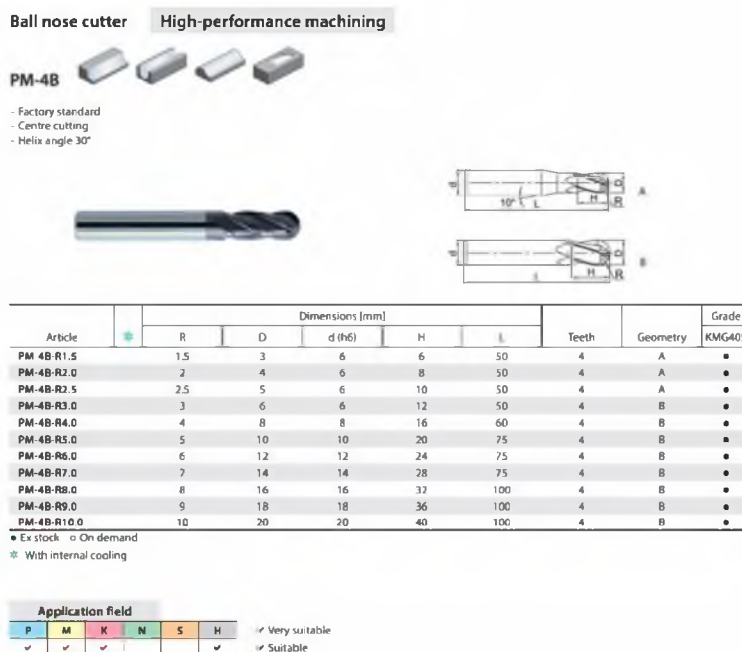 Ball nose cutter High-performance machining
PM-4B
- Factory standard
- Centre cutting
- Helix angle 30°
d 10° L H D R A
d L H D R B
Dimensions [mm] Grade
Article R D d (h6) H L Teeth Geometry KMG405
PM-4B-R1.5 1.5 3 6 6 50 4 A ●
PM-4B-R2.0 2 4 6 8 50 4 A ●
PM-4B-R2.5 2.5 5 6 10 50 4 A ●
PM-4B-R3.0 3 6 6 12 50 4 B ●
PM-4B-R4.0 4 8 8 16 60 4 B ●
PM-4B-R5.0 5 10 10 20 75 4 B ●
PM-4B-R6.0 6 12 12 24 75 4 B ●
PM-4B-R7.0 7 14 14 28 75 4 B ●
PM-4B-R8.0 8 16 16 32 100 4 B ●
PM-4B-R9.0 9 18 18 36 100 4 B ●
PM-4B-R10.0 10 20 20 40 100 4 B ●
● Ex stock ○ On demand
With internal cooling
Application field
P M K N S H ✔ Very suitable
✔ ✔ ✔ ✔ ✔ Suitable